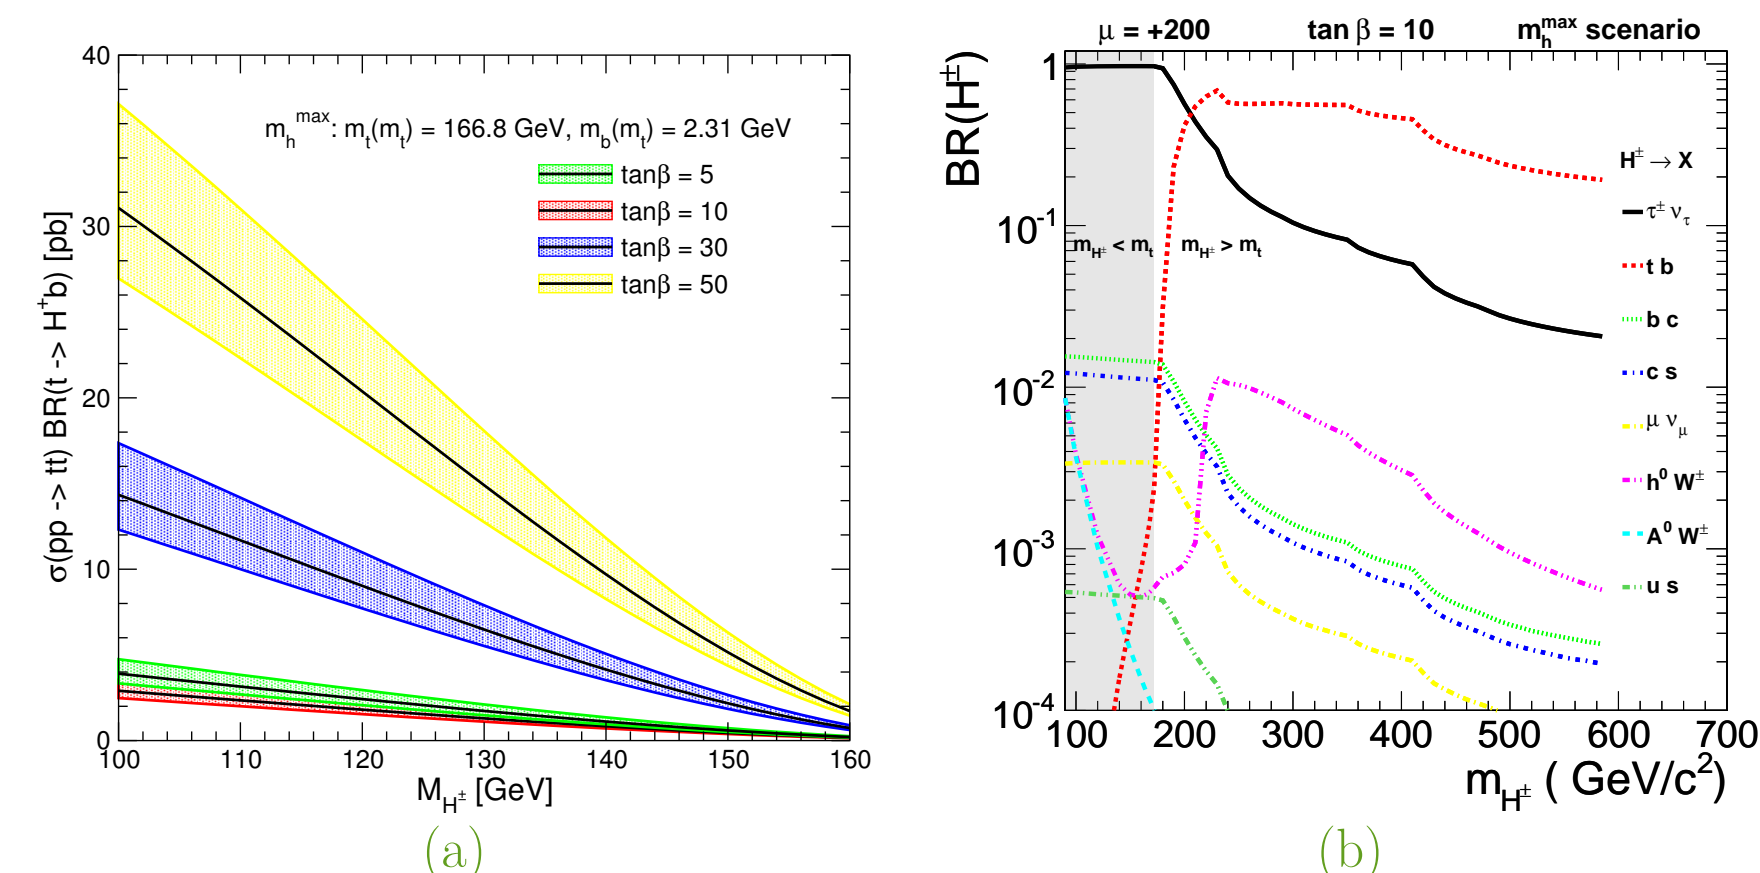 40
30
20
10
0
σ(pp -> tt) BR(t -> H⁺b) [pb]
m_h^max: m_t(m_t) = 166.8 GeV, m_b(m_t) = 2.31 GeV
tanβ = 5
tanβ = 10
tanβ = 30
tanβ = 50
100 110 120 130 140 150 160
M_H± [GeV]
(a)
μ = +200 tan β = 10 m_h^max scenario
BR(H±)
1
10⁻¹
10⁻²
10⁻³
10⁻⁴
m_H± < m_t m_H± > m_t
H± → X
τ± ν_τ
t b
b c
c s
μ ν_μ
h⁰ W±
A⁰ W±
u s
100 200 300 400 500 600 700
m_H± ( GeV/c²)
(b)